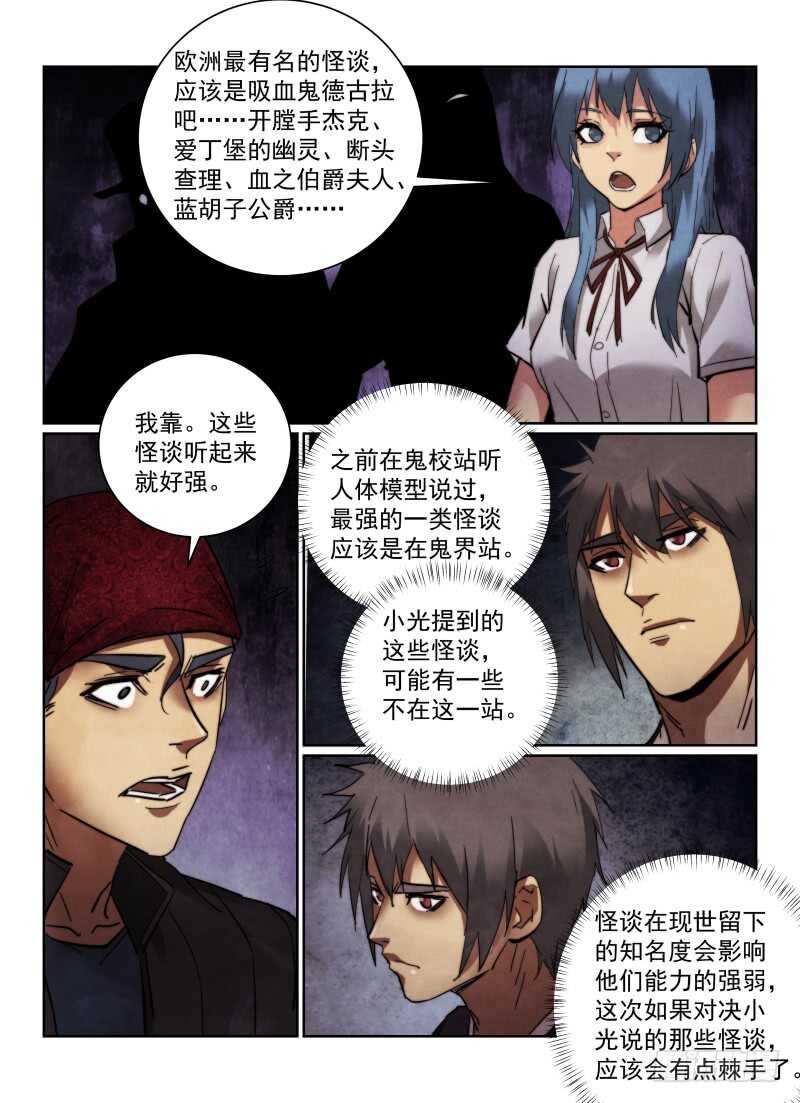 欧洲最有名的怪谈，
应该是吸血鬼德古拉
吧……开膛手杰克、
爱丁堡的幽灵、断头
查理、血之伯爵夫人、
蓝胡子公爵……
我靠。这些
怪谈听起来
就好强。
之前在鬼校站听
人体模型说过，
最强的一类怪谈
应该是在鬼界站。
小光提到的
这些怪谈，
可能有一些
不在这一站。
怪谈在现世留下
的知名度会影响
他们能力的强弱，
这次如果对决小
光说的那些怪谈，
应该会有点棘手了。